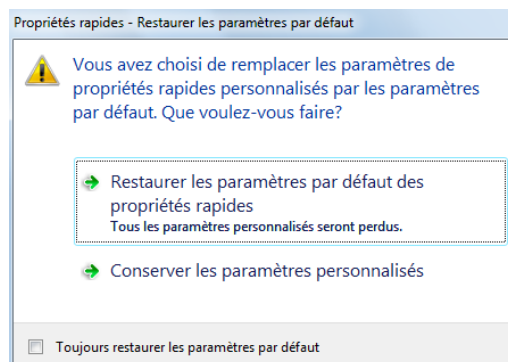 Propriétés rapides - Restaurer les paramètres par défaut
Vous avez choisi de remplacer les paramètres de
propriétés rapides personnalisés par les paramètres
par défaut. Que voulez-vous faire?
Restaurer les paramètres par défaut des
propriétés rapides
Tous les paramètres personnalisés seront perdus.
Conserver les paramètres personnalisés
Toujours restaurer les paramètres par défaut